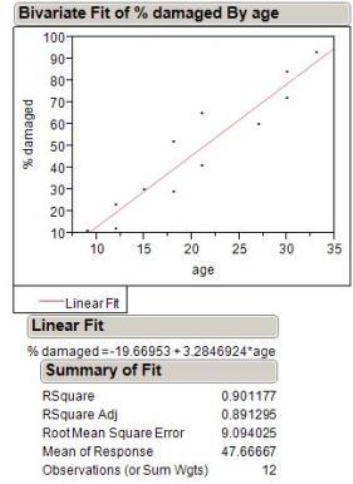 Bivariate Fit of % damaged By age
100
90
80
70
60
50
40
30
20
10
% damaged
10 15 20 25 30 35
age
Linear Fit
Linear Fit
% damaged = -19.66953 + 3.2846924*age
Summary of Fit
RSquare 0.901177
RSquare Adj 0.891295
Root Mean Square Error 9.094025
Mean of Response 47.66667
Observations (or Sum Wgts) 12